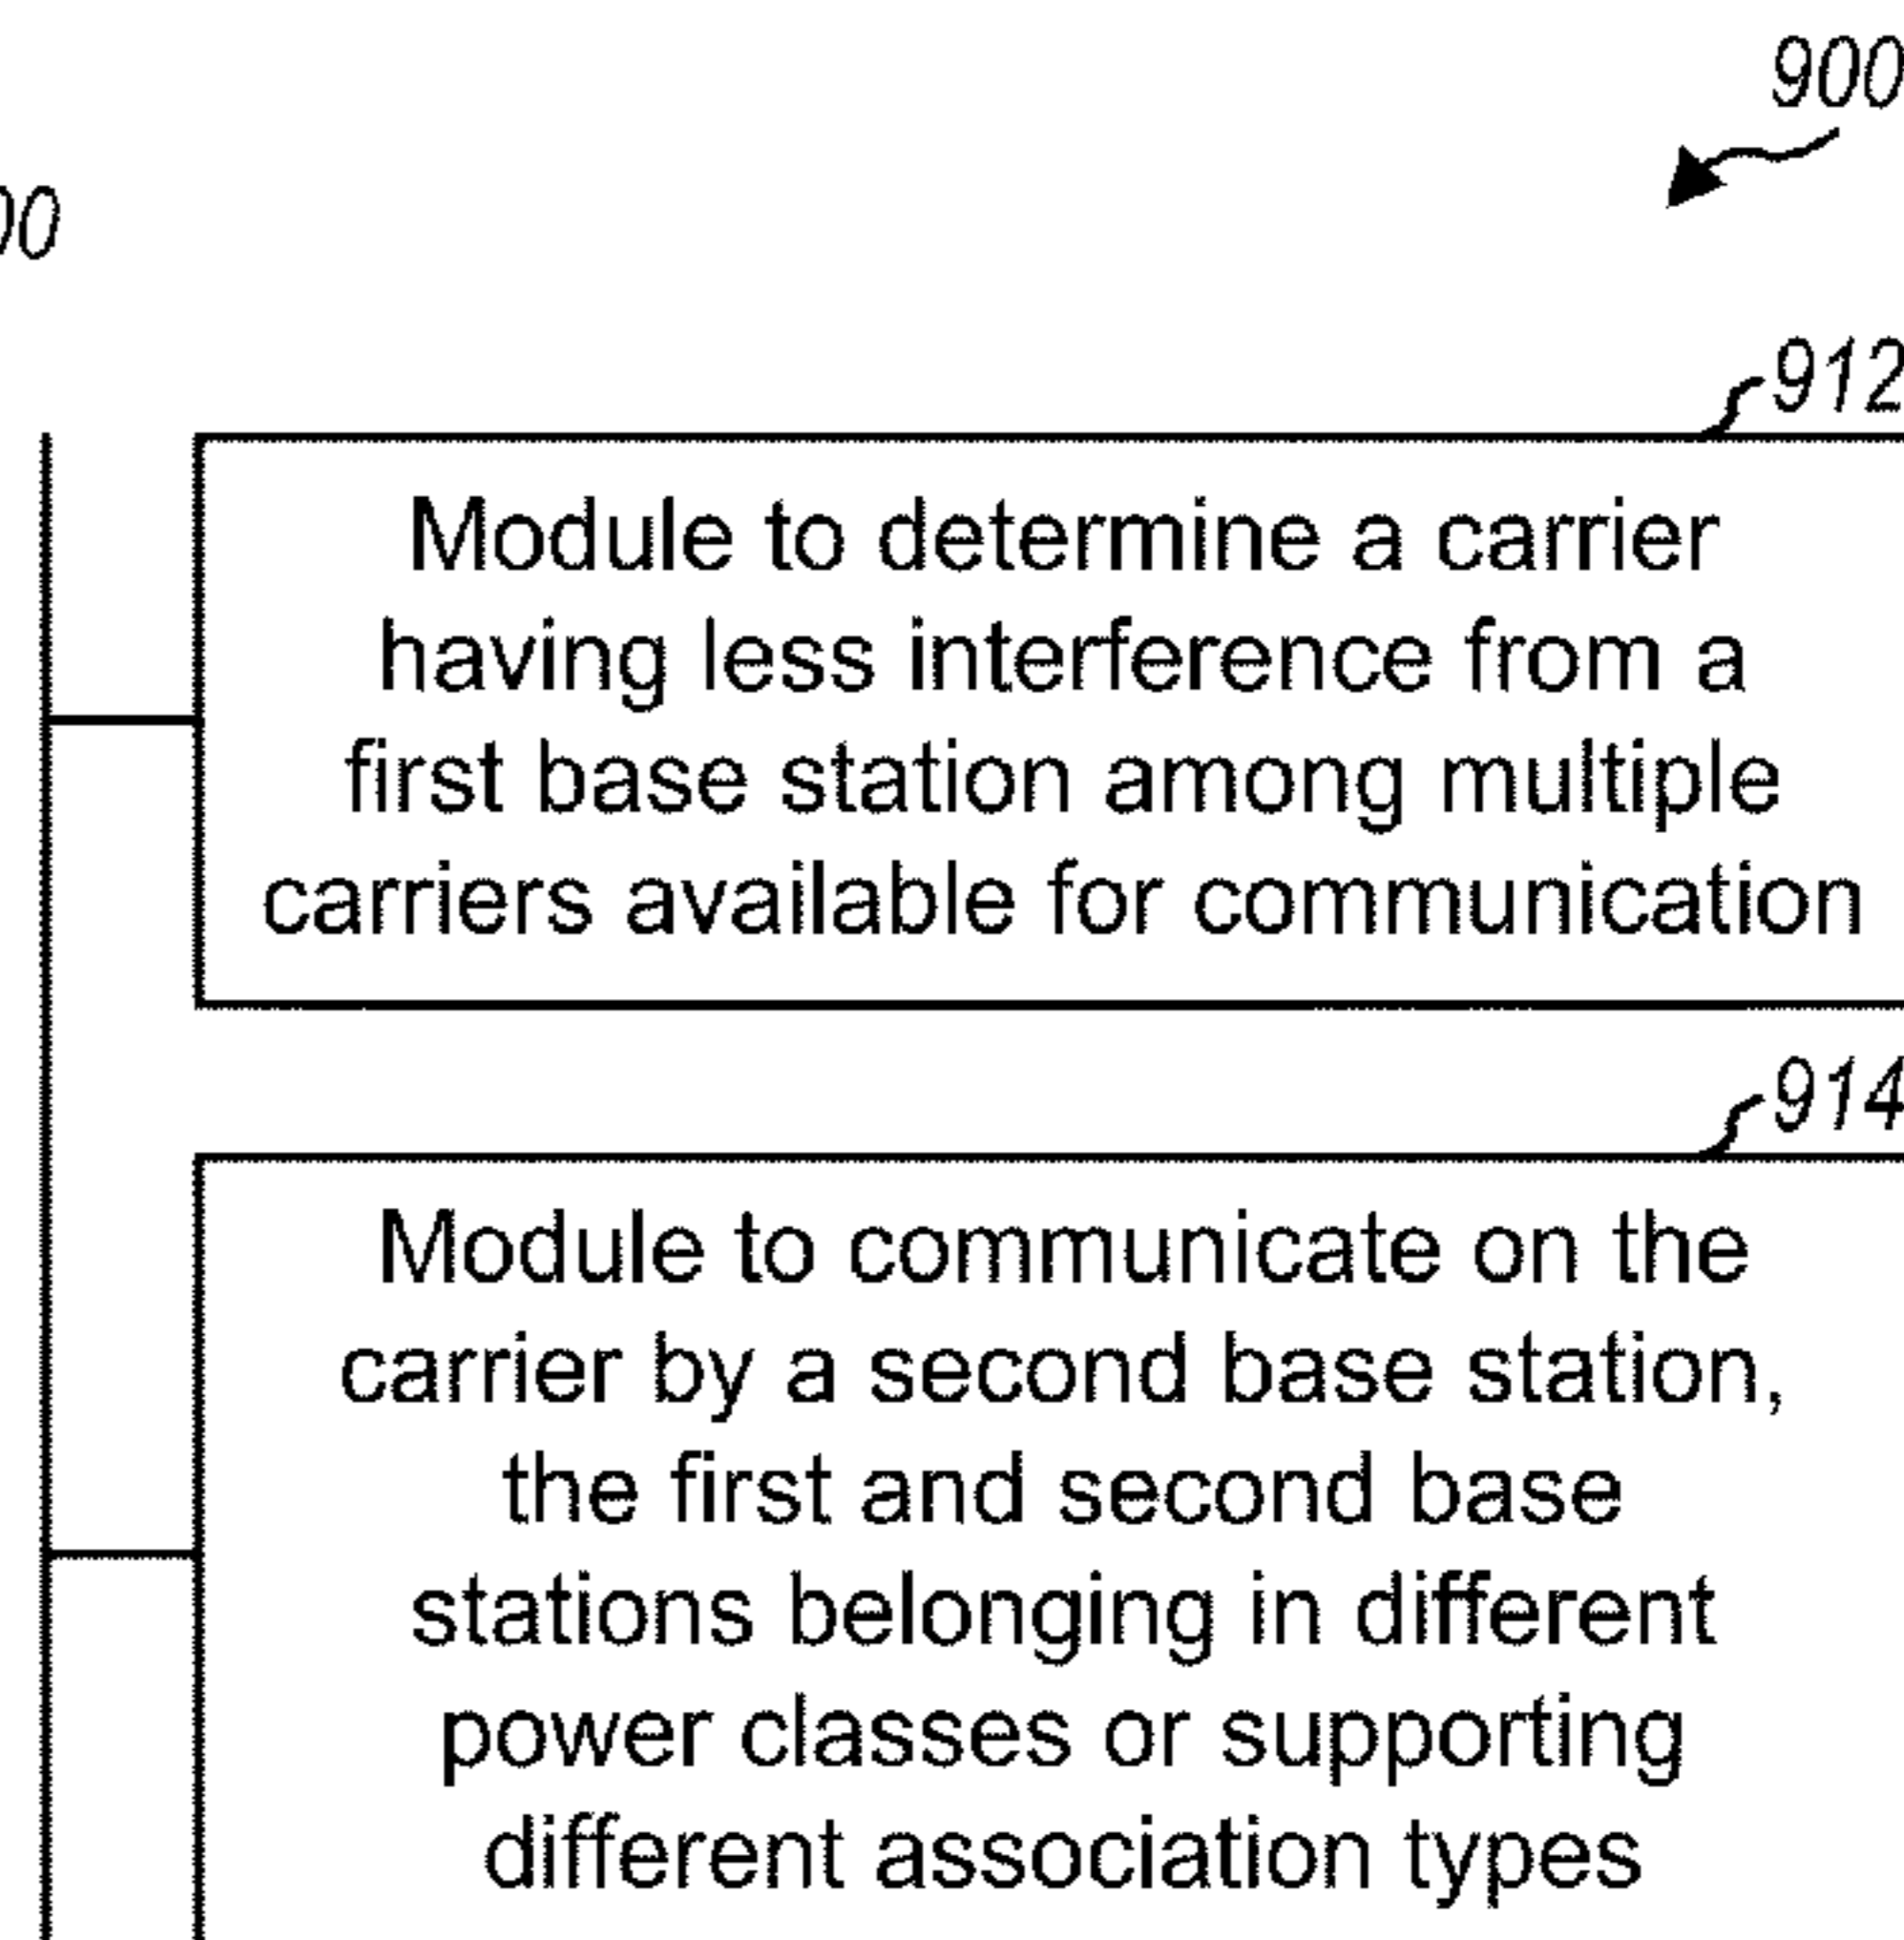 900
00
912
Module to determine a carrier
having less interference from a
first base station among multiple
carriers available for communication
914
Module to communicate on the
carrier by a second base station,
the first and second base
stations belonging in different
power classes or supporting
different association types